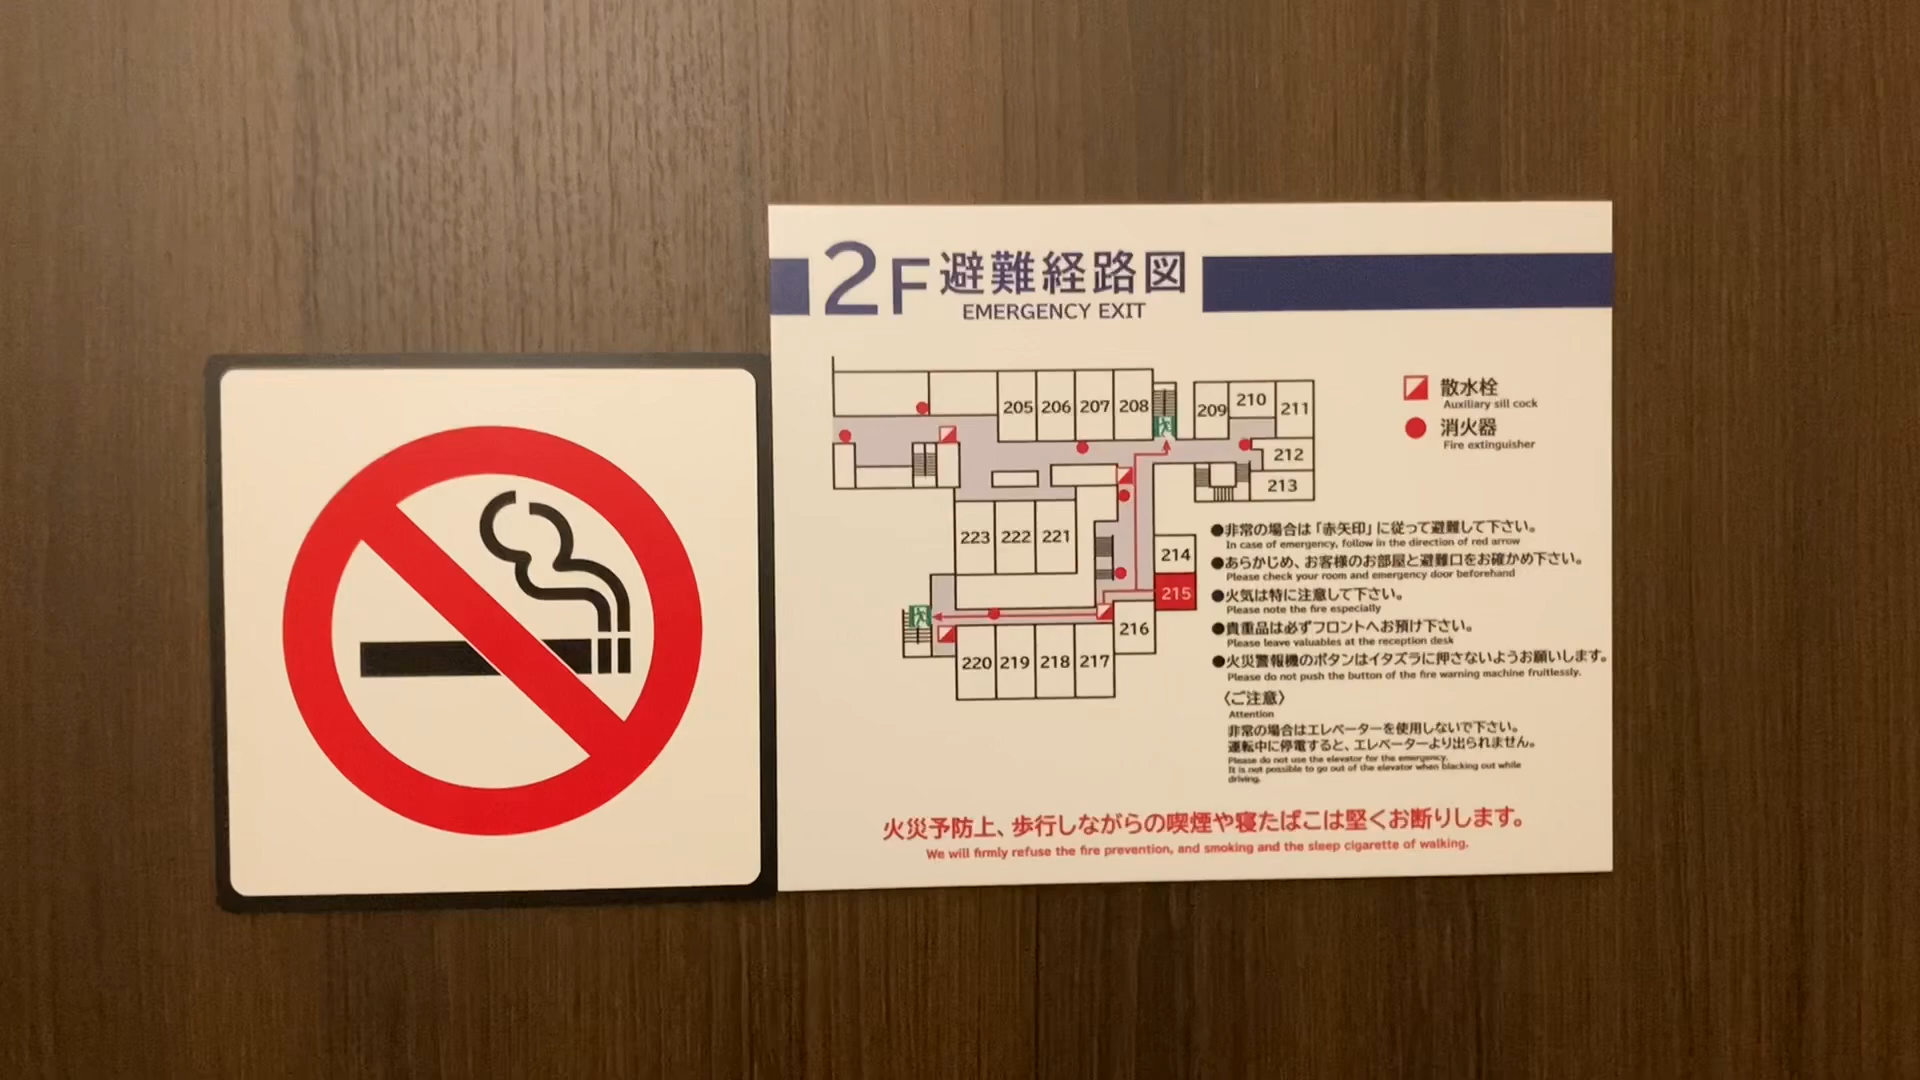 2F 避難経路図
EMERGENCY EXIT
散水栓
Auxiliary sill cock
消火器
Fire extinguisher
205 206 207 208 209 210 211
212
213
223 222 221
214
215
216
220 219 218 217
●非常の場合は「赤矢印」に従って避難して下さい。
In case of emergency, follow in the direction of red arrow
●あらかじめ、お客様のお部屋と避難口をお確かめ下さい。
Please check your room and emergency door beforehand
●火気は特に注意して下さい。
Please note the fire especially
●貴重品は必ずフロントへお預け下さい。
Please leave valuables at the reception desk
●火災警報機のボタンはイタズラに押さないようお願いします。
Please do not push the button of the fire warning machine fruitlessly.
〈ご注意〉
Attention
非常の場合はエレベーターを使用しないで下さい。
運転中に停電すると、エレベーターより出られません。
Please do not use the elevator for the emergency.
It is not possible to go out of the elevator when blacking out while
driving.
火災予防上、歩行しながらの喫煙や寝たばこは堅くお断りします。
We will firmly refuse the fire prevention, and smoking and the sleep cigarette of walking.